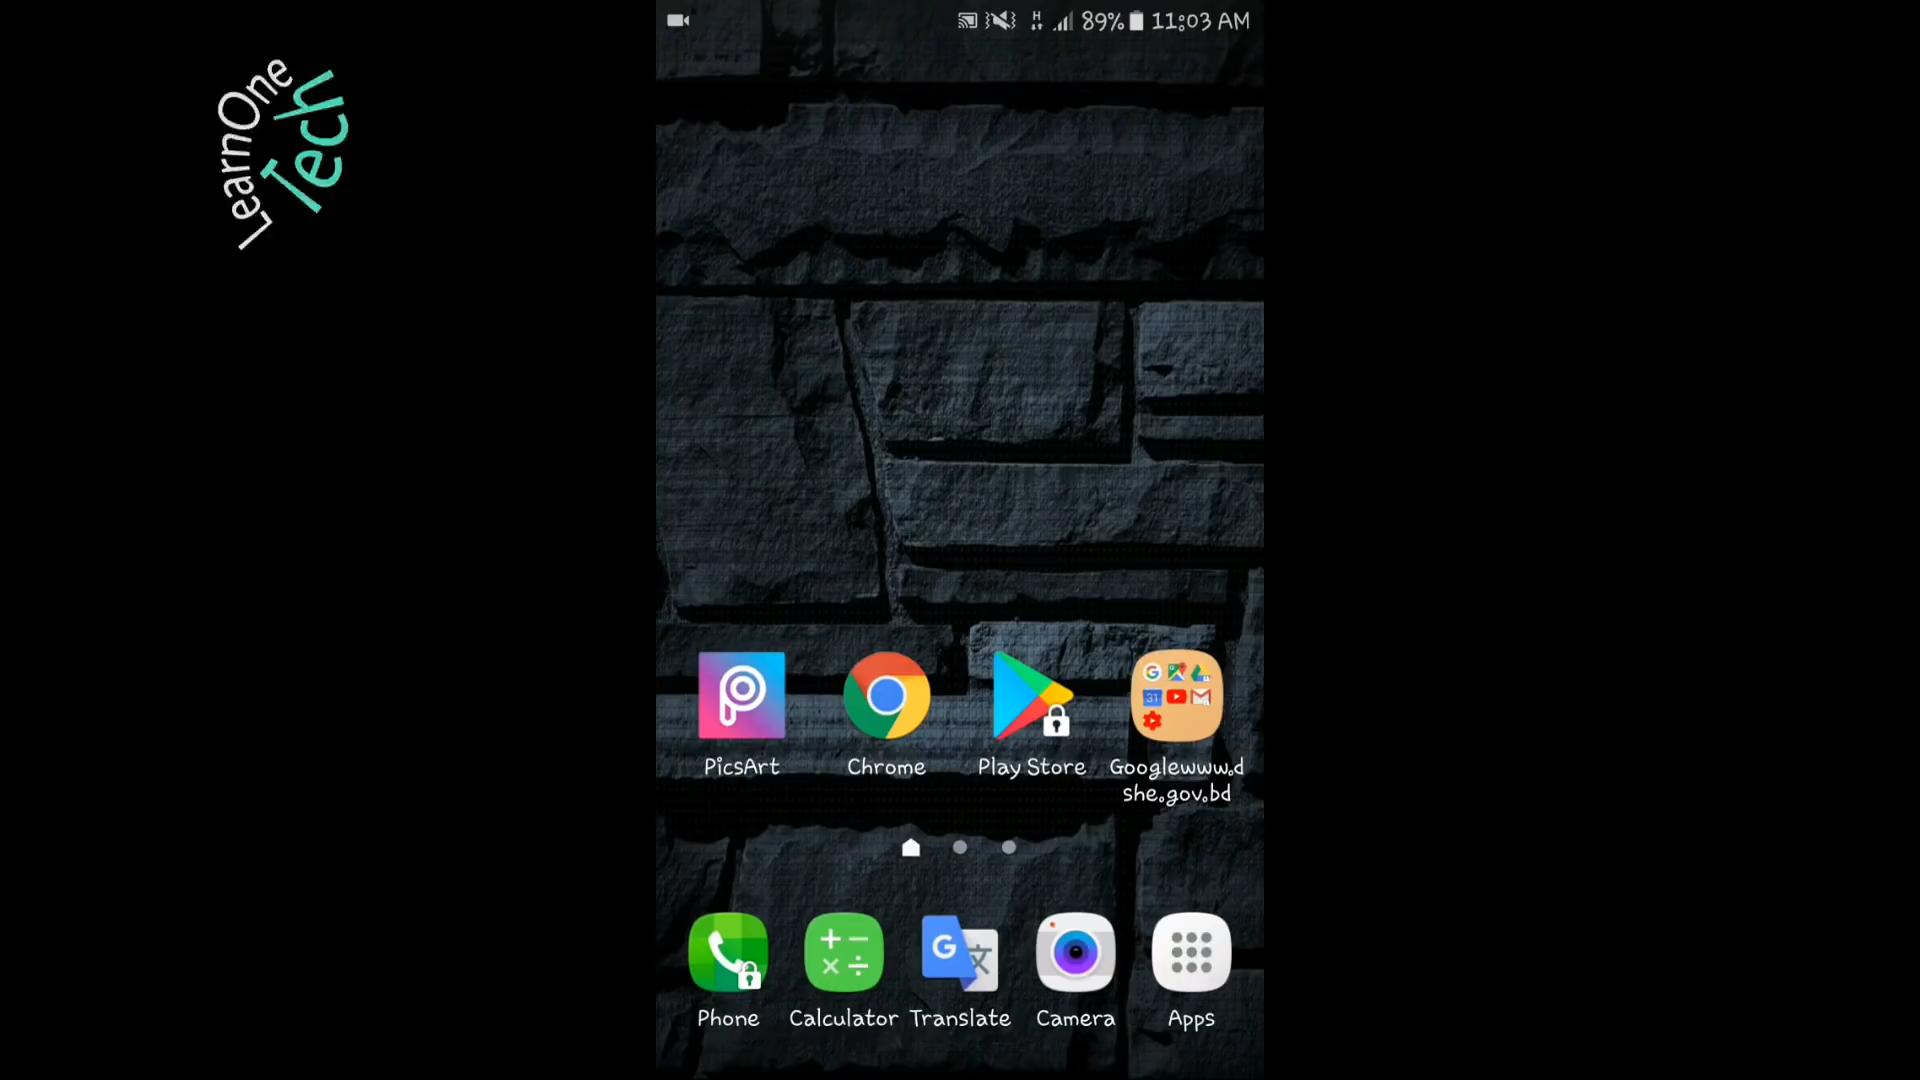 LearnOne
Tech
H 89% 11:03 AM
PicsArt Chrome Play Store Googlewww.d
she.gov.bd
Phone Calculator Translate Camera Apps